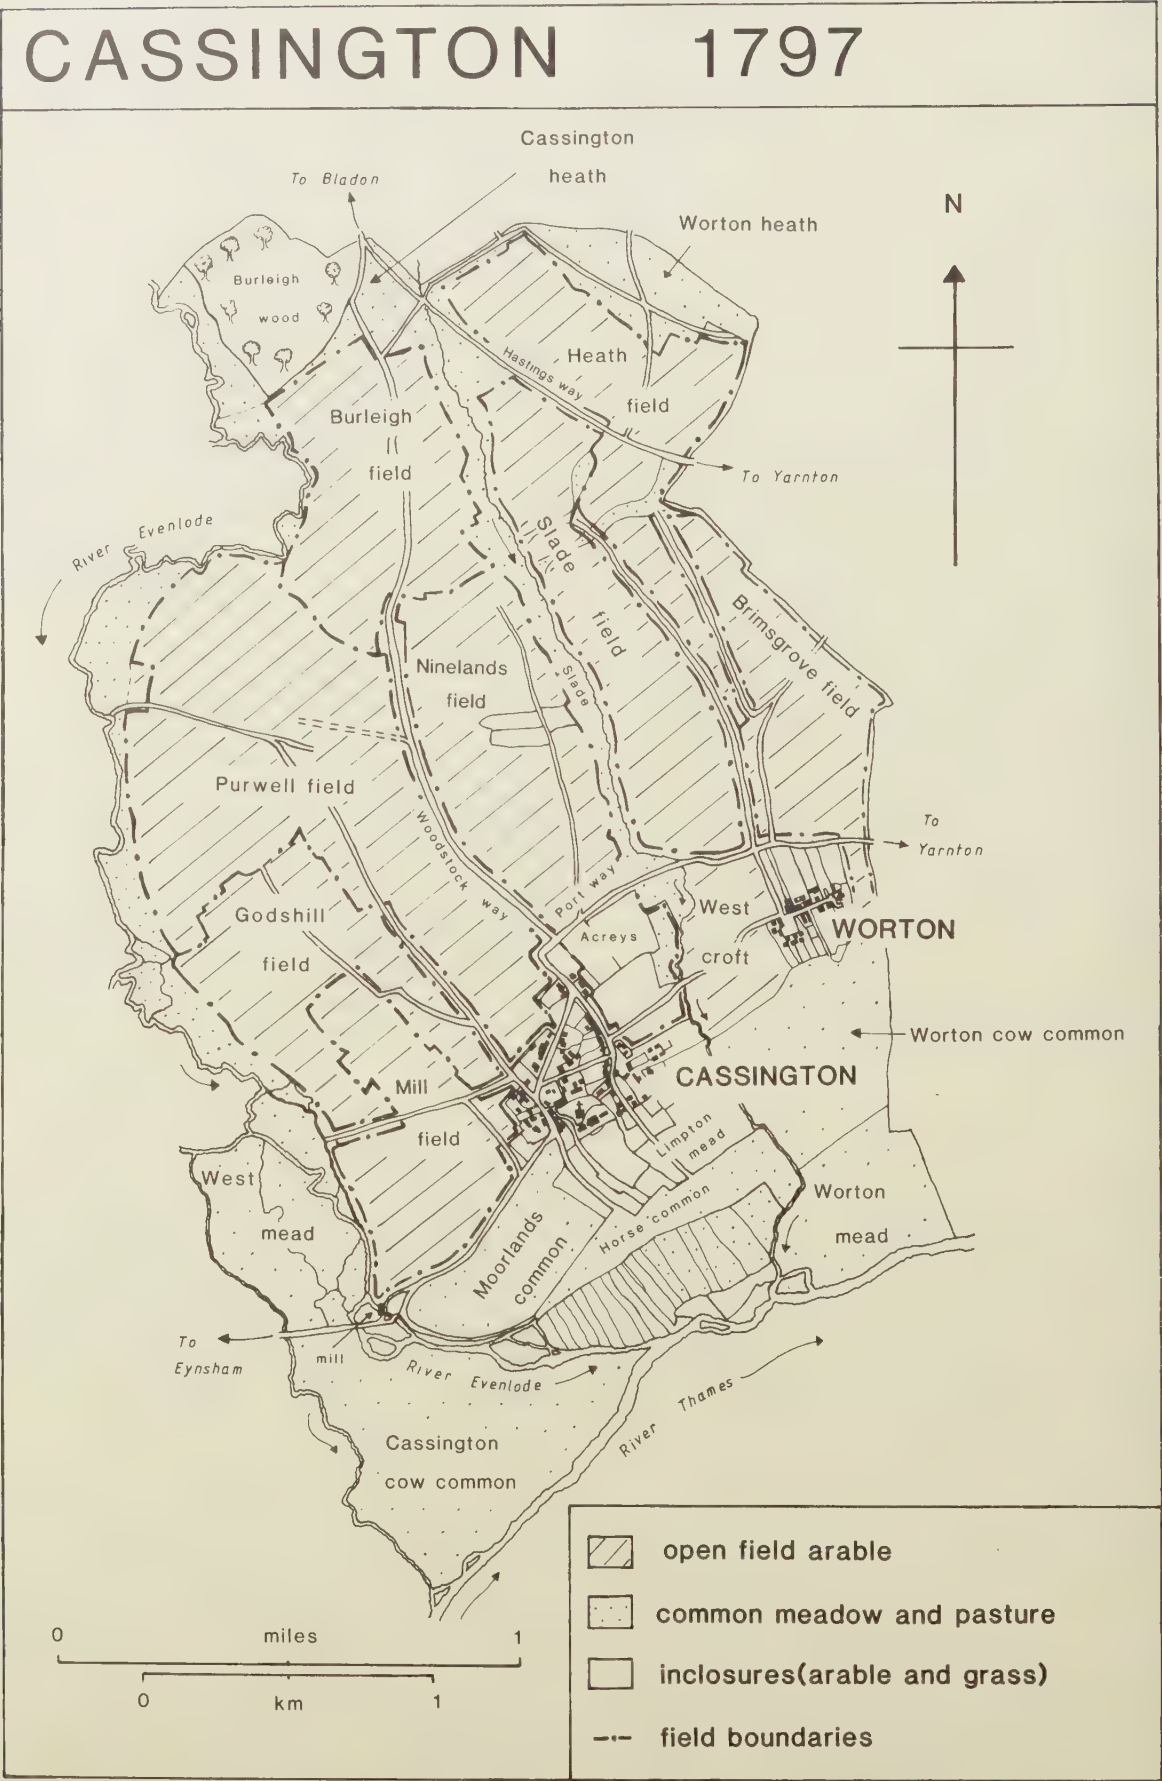 CASSINGTON 1797
Cassington
heath
To Bladon
Worton heath
N
Burleigh
wood
Hastings way
Heath
field
Burleigh
field
To Yarnton
River Evenlode
Slade
field
Brimsgrove field
Ninelands
field
Slade
Purwell field
Woodstock way
Port way
To
Yarnton
Godshill
field
Acreys
West
croft
WORTON
Worton cow common
CASSINGTON
Mill
field
Limpton
mead
West
mead
Horse common
Worton
mead
Moorlands
common
To
Eynsham
mill
River Evenlode
River Thames
Cassington
cow common
open field arable
common meadow and pasture
inclosures(arable and grass)
field boundaries
0 miles 1
0 km 1